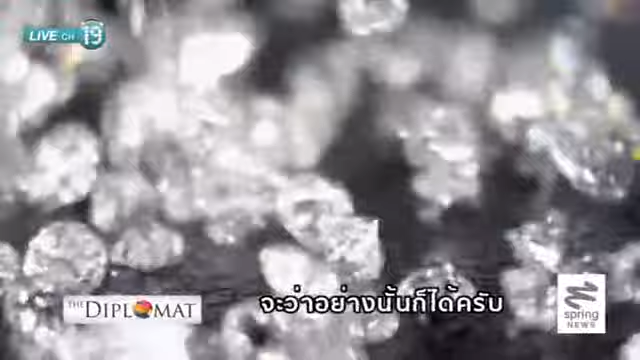 LIVE CH 19
THE DIPLOMAT
จะว่าอย่างนั้นก็ได้ครับ
spring
NEWS